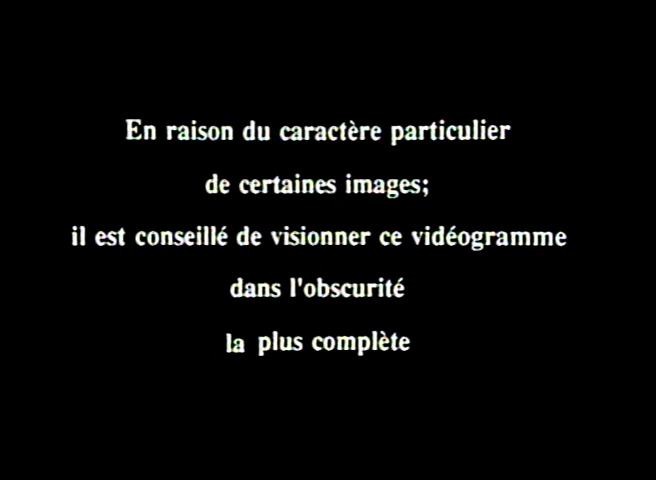 En raison du caractère particulier
de certaines images;
il est conseillé de visionner ce vidéogramme
dans l'obscurité
la plus complète